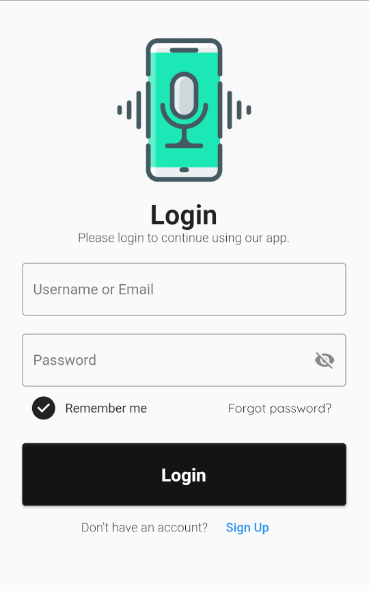 Login
Please login to continue using our app.
Username or Email
Password
Remember me Forgot password?
Login
Don't have an account? Sign Up